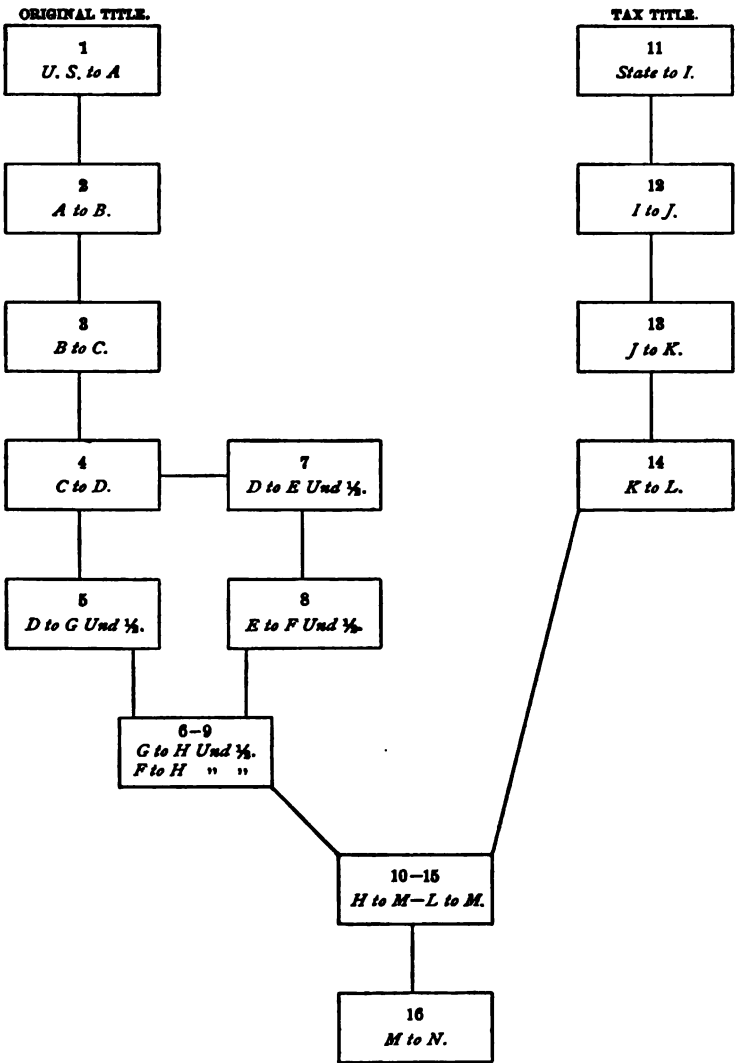 ORIGINAL TITLE.
TAX TITLE.
1
U. S. to A
11
State to I.
2
A to B.
12
I to J.
3
B to C.
13
J to K.
4
C to D.
7
D to E Und ½.
14
K to L.
5
D to G Und ½.
8
E to F Und ½.
6–9
G to H Und ½.
F to H „ „
10–15
H to M–L to M.
16
M to N.